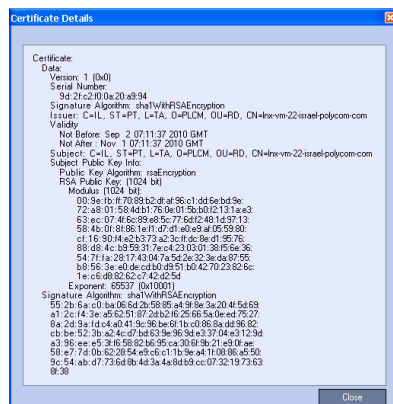 Certificate Details
Certificate:
Data:
Version: 1 (0x0)
Serial Number:
9d:2f:c2:f0:0a:20:a9:94
Signature Algorithm: sha1WithRSAEncryption
Issuer: C=IL, ST=PT, L=TA, O=PLCM, OU=RD, CN=lnx-vm-22-israel-polycom-com
Validity
Not Before: Sep 2 07:11:37 2010 GMT
Not After : Nov 1 07:11:37 2010 GMT
Subject: C=IL, ST=PT, L=TA, O=PLCM, OU=RD, CN=lnx-vm-22-israel-polycom-com
Subject Public Key Info:
Public Key Algorithm: rsaEncryption
RSA Public Key: (1024 bit)
Modulus (1024 bit):
00:9e:fb:ff:70:89:b2:df:af:96:c1:dd:6e:bd:9e:
72:a8:01:58:4d:b1:76:0e:01:5b:b0:f2:13:1a:e3:
63:ec:07:4f:6c:89:e8:5c:77:6d:f2:48:1d:97:13:
58:4b:0f:8f:86:1e:f1:d7:d1:e0:e9:af:05:59:80:
cf:16:90:f4:e2:b3:73:a2:3c:ff:dc:8e:d1:95:76:
88:d8:4c:b9:59:31:7e:c4:23:03:01:38:f5:6e:36:
54:7f:fa:28:17:43:04:7a:5d:2e:32:3e:da:87:55:
b8:56:3e:e0:de:cd:b0:d9:51:b0:42:70:23:82:6c:
1e:c6:d8:82:62:c7:42:d2:5d
Exponent: 65537 (0x10001)
Signature Algorithm: sha1WithRSAEncryption
55:2b:6a:c0:ba:06:6d:2b:58:85:a4:9f:8e:3a:20:4f:5d:69:
a1:2c:f4:3e:a5:62:51:87:2d:b2:f6:25:66:5a:0e:ed:75:27:
8a:2d:9a:fd:c4:a0:41:9c:96:be:6f:1b:c0:86:8a:dd:96:82:
cb:be:52:3b:a2:4c:d7:bd:63:9e:96:9d:e3:37:04:e3:12:9d:
a3:96:ee:e5:3f:f6:58:82:b6:95:ca:30:6f:9b:21:e9:0f:ae:
58:e7:7d:0b:62:28:54:e9:c6:c1:1b:9e:a4:1f:08:86:a5:50:
9c:54:ab:d7:73:6d:8b:4d:3a:4a:8d:b9:cc:07:32:19:73:63:
8f:38
Close